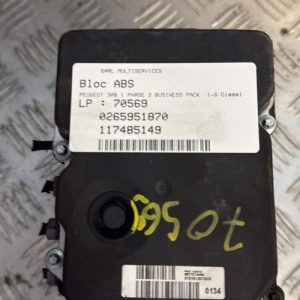 SARL MULTISERVICES
Bloc ABS
PEUGEOT 308 1 PHASE 2 BUSINESS PACK 1.6 Diesel
LP : 70569
0265951870
117485149
7056
0134